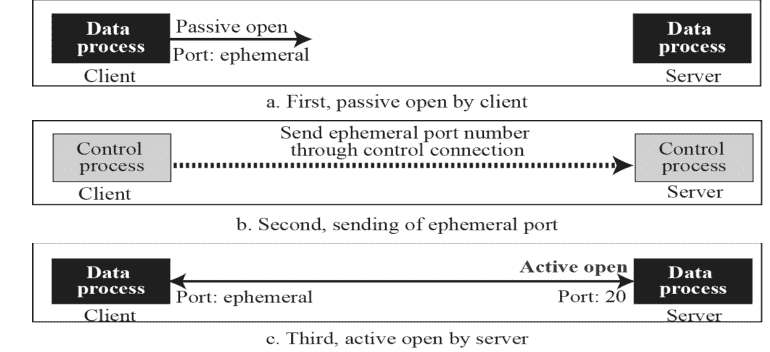 Data process
Passive open
Port: ephemeral
Client
Data process
Server
a. First, passive open by client
Control process
Send ephemeral port number
through control connection
Control process
Client
Server
b. Second, sending of ephemeral port
Data process
Active open
Data process
Port: ephemeral
Port: 20
Client
Server
c. Third, active open by server